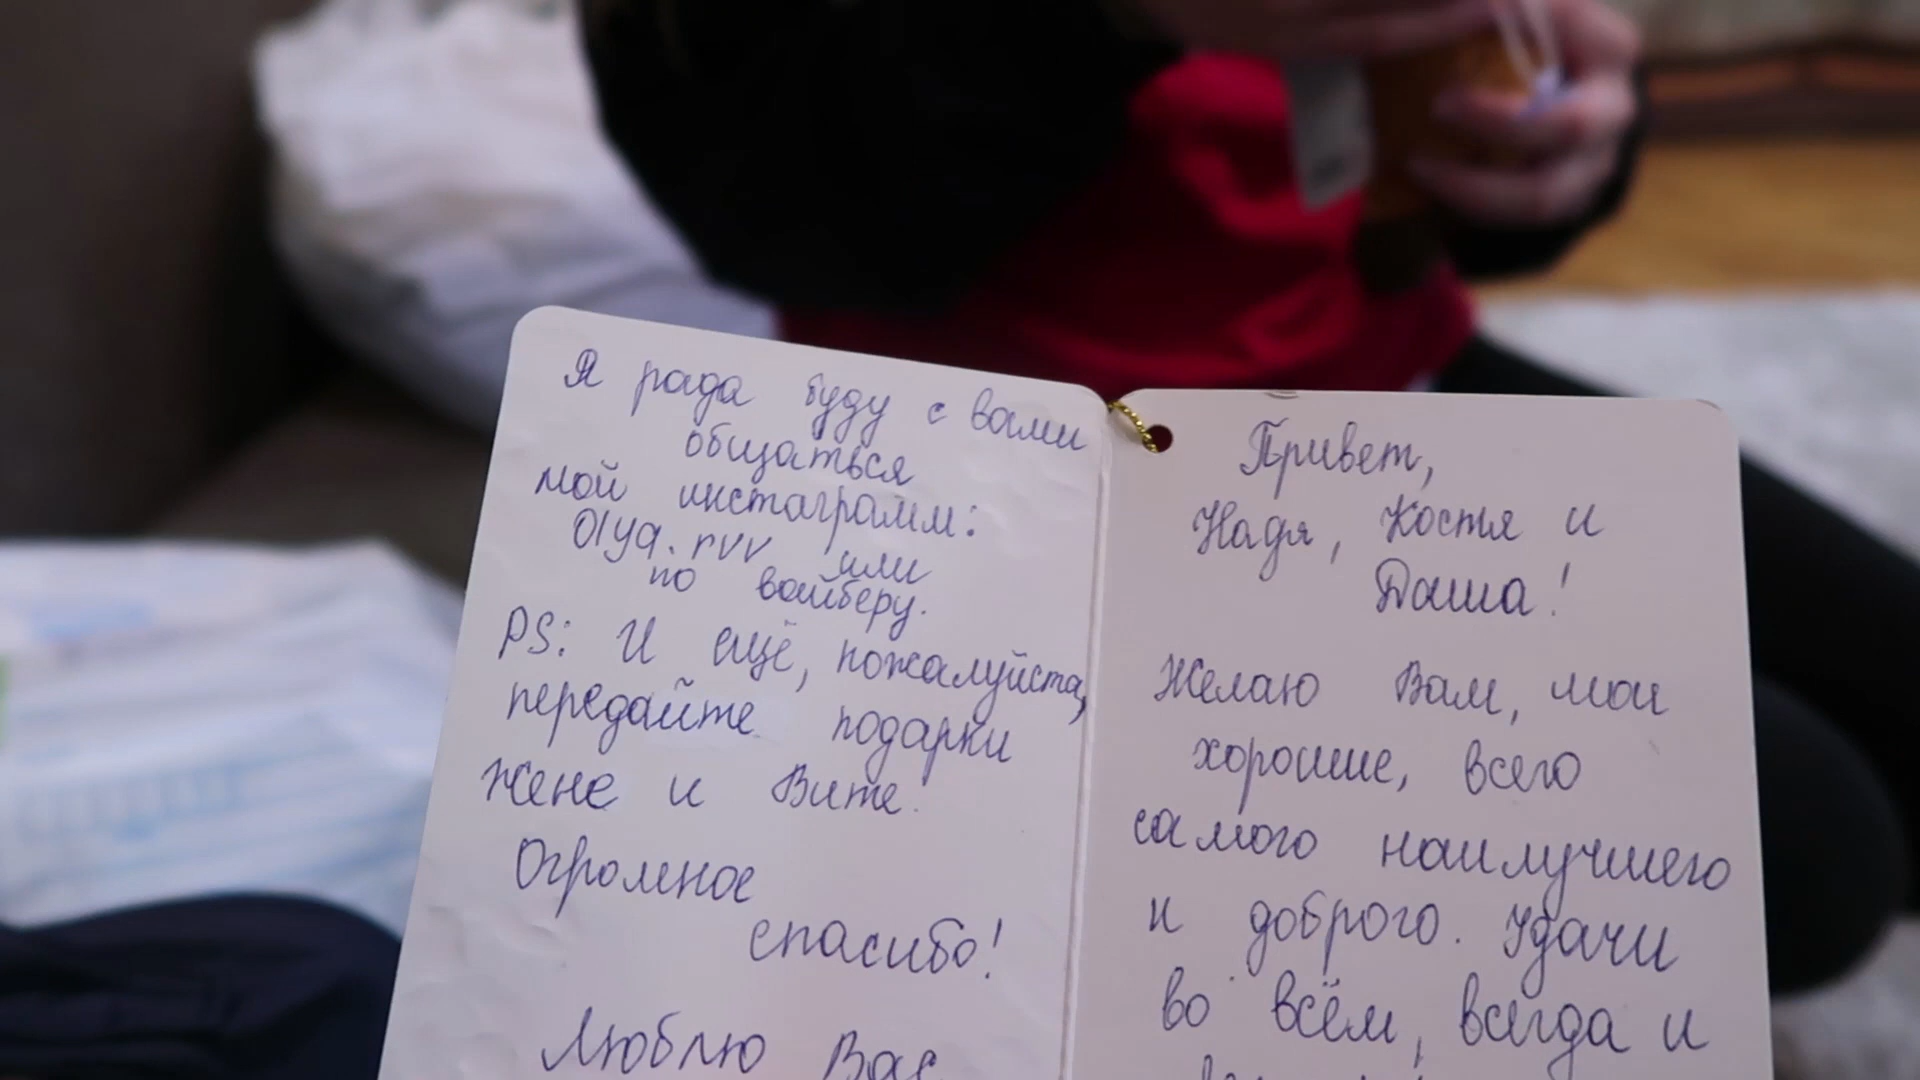 Я рада буду с вами
общаться
мой инстаграмм:
Olya.rvv или
по вайберу.
PS: И ещё, пожалуйста,
передайте подарки
Жене и Вите.
Огромное
спасибо!
Люблю Вас
Привет,
Надя, Костя и
Даша!
Желаю Вам, мои
хорошие, всего
самого наилучшего
и доброго. Удачи
во всём, всегда и